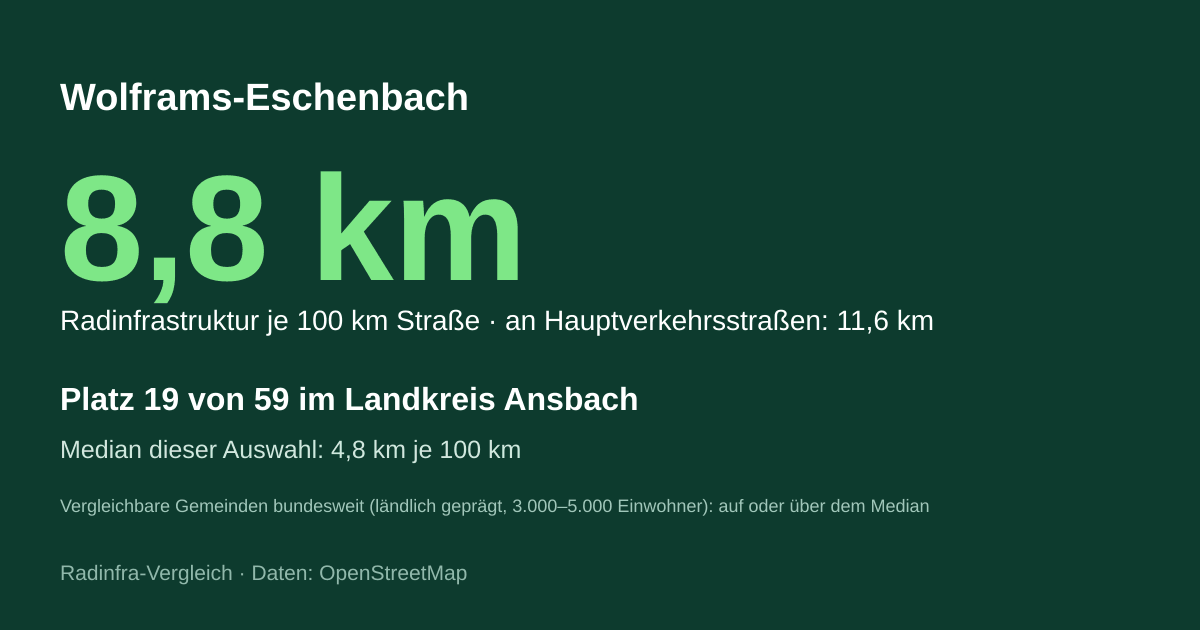 Wolframs-Eschenbach
8,8 km
Radinfrastruktur je 100 km Straße · an Hauptverkehrsstraßen: 11,6 km
Platz 19 von 59 im Landkreis Ansbach
Median dieser Auswahl: 4,8 km je 100 km
Vergleichbare Gemeinden bundesweit (ländlich geprägt, 3.000–5.000 Einwohner): auf oder über dem Median
Radinfra-Vergleich · Daten: OpenStreetMap